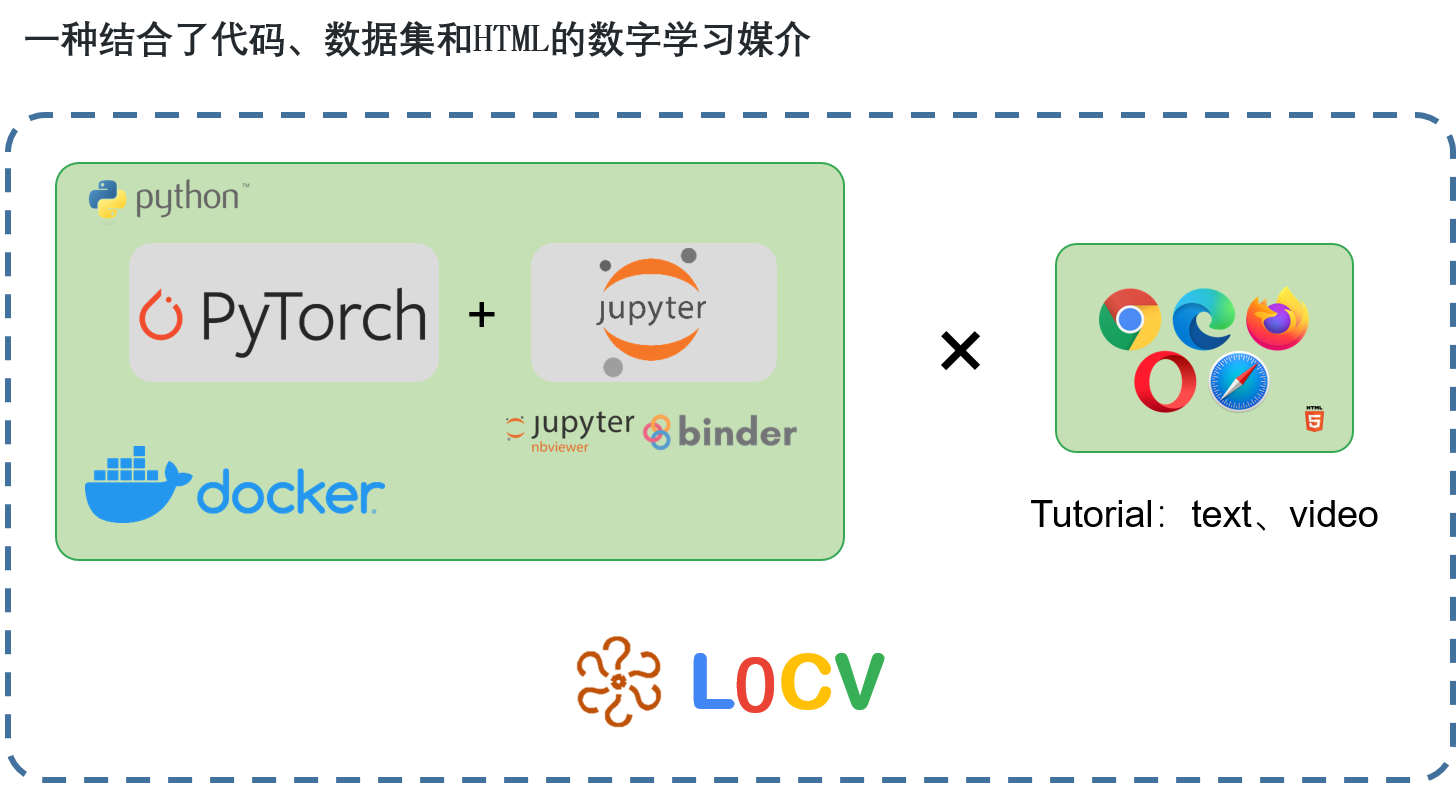 一种结合了代码、数据集和HTML的数字学习媒介
python™
PyTorch
+
jupyter
×
jupyter
nbviewer
binder
HTML
5
docker
Tutorial：text、video
L0CV